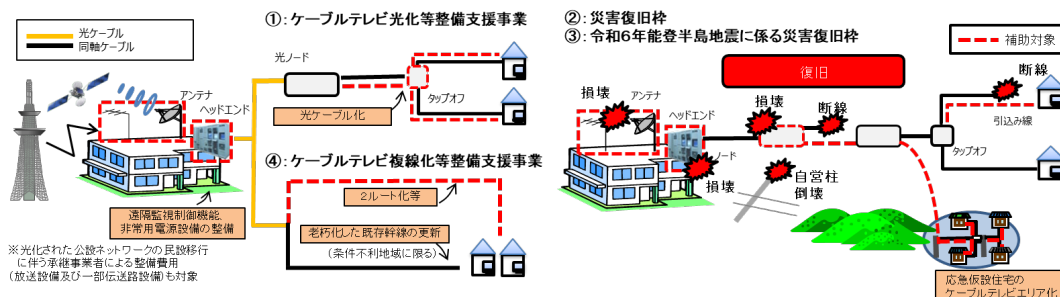 光ケーブル
同軸ケーブル
アンテナ
ヘッドエンド
遠隔監視制御機能、
非常用電源設備の整備
※光化された公設ネットワークの民設移行
に伴う承継事業者による整備費用
(放送設備及び一部伝送路設備)も対象
①:ケーブルテレビ光化等整備支援事業
光ノード
タップオフ
光ケーブル化
④:ケーブルテレビ複線化等整備支援事業
2ルート化等
老朽化した既存幹線の更新
(条件不利地域に限る)
②:災害復旧枠
③:令和6年能登半島地震に係る災害復旧枠
補助対象
復旧
損壊
アンテナ
ヘッドエンド
ノード
損壊
損壊
断線
自営柱
倒壊
断線
引込み線
タップオフ
応急仮設住宅の
ケーブルテレビエリア化